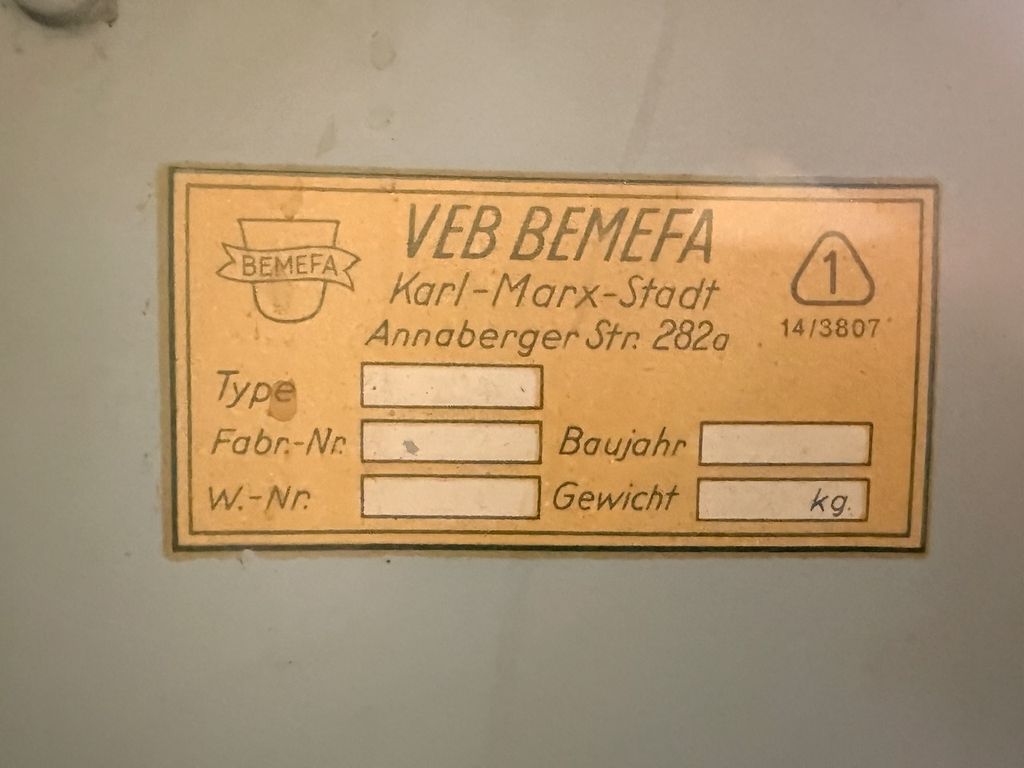 BEMEFA
VEB BEMEFA
Karl-Marx-Stadt
Annaberger Str. 282a
1
14/3807
Type
Fabr.-Nr.
Baujahr
W.-Nr.
Gewicht
kg.